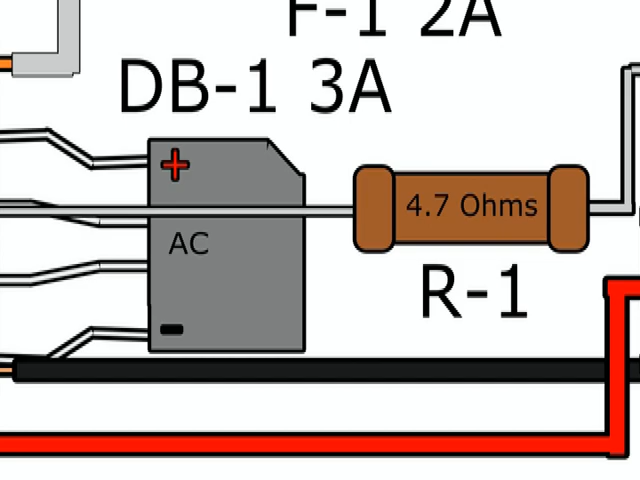 F-1 2A
DB-1 3A
+
4.7 Ohms
AC
R-1
-